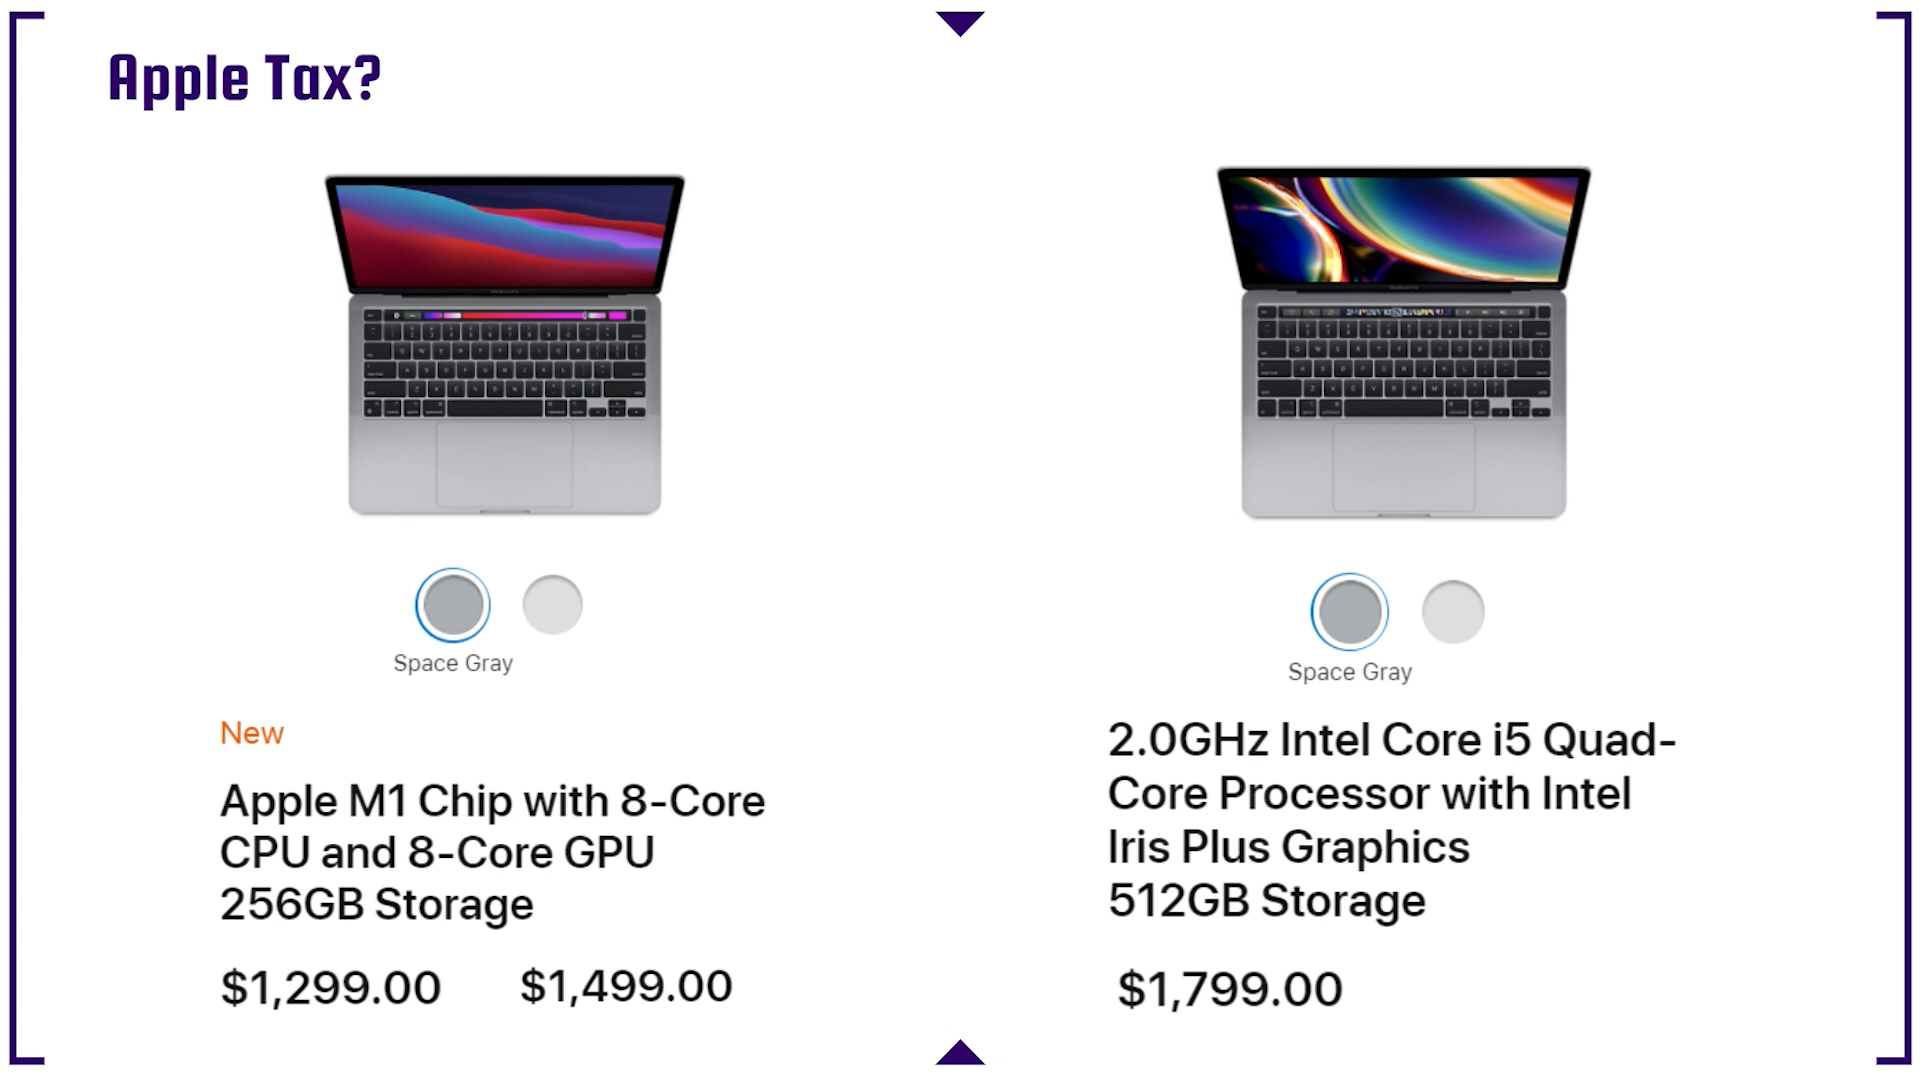 Apple Tax?
Space Gray
New
Apple M1 Chip with 8-Core
CPU and 8-Core GPU
256GB Storage
$1,299.00 $1,499.00
Space Gray
2.0GHz Intel Core i5 Quad-
Core Processor with Intel
Iris Plus Graphics
512GB Storage
$1,799.00